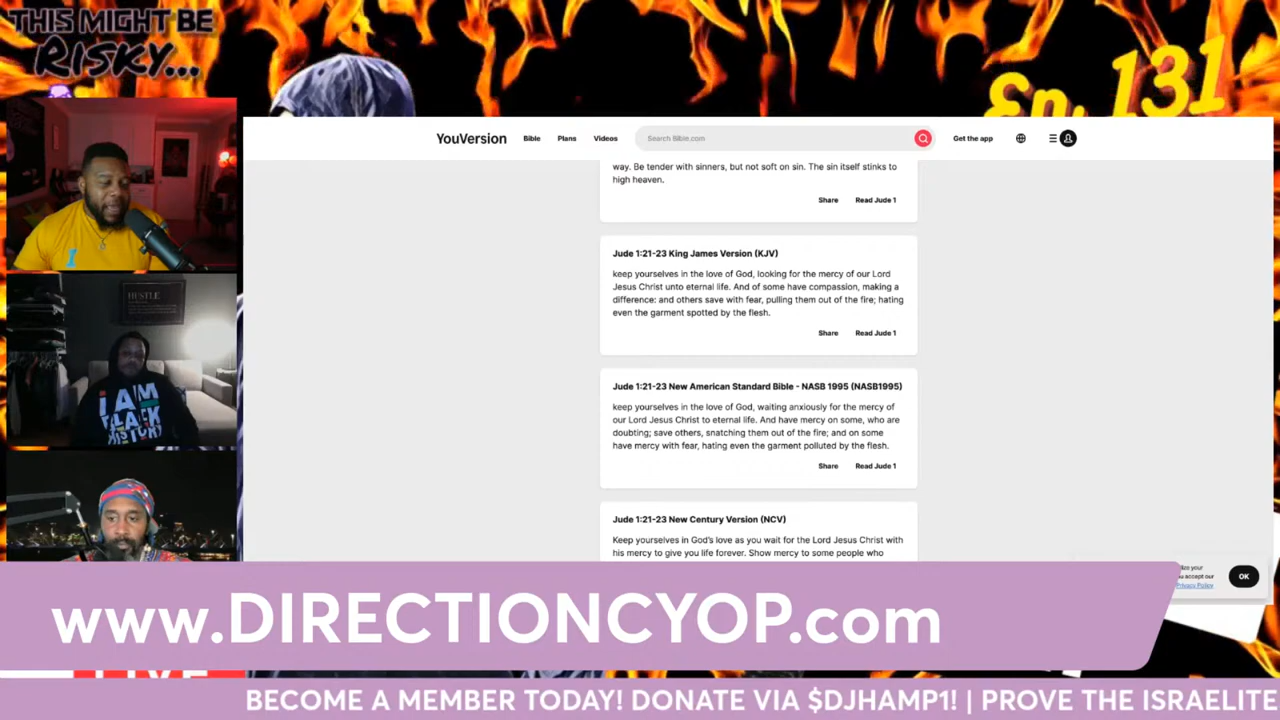 THIS MIGHT BE
RISKY...
Ep. 131
YouVersion
Bible
Plans
Videos
Search Bible.com
Get the app
way. Be tender with sinners, but not soft on sin. The sin itself stinks to
high heaven.
Share Read Jude 1
Jude 1:21-23 King James Version (KJV)
keep yourselves in the love of God, looking for the mercy of our Lord
Jesus Christ unto eternal life. And of some have compassion, making a
difference: and others save with fear, pulling them out of the fire; hating
even the garment spotted by the flesh.
Share Read Jude 1
Jude 1:21-23 New American Standard Bible - NASB 1995 (NASB1995)
keep yourselves in the love of God, waiting anxiously for the mercy of
our Lord Jesus Christ to eternal life. And have mercy on some, who are
doubting; save others, snatching them out of the fire; and on some
have mercy with fear, hating even the garment polluted by the flesh.
Share Read Jude 1
Jude 1:21-23 New Century Version (NCV)
Keep yourselves in God's love as you wait for the Lord Jesus Christ with
his mercy to give you life forever. Show mercy to some people who
HUSTLE
I AM
BLACK
HISTORY
1
your
accept our
Privacy Policy
OK
www.DIRECTIONCYOP.com
LIVE
BECOME A MEMBER TODAY! DONATE VIA $DJHAMP1! | PROVE THE ISRAELITE